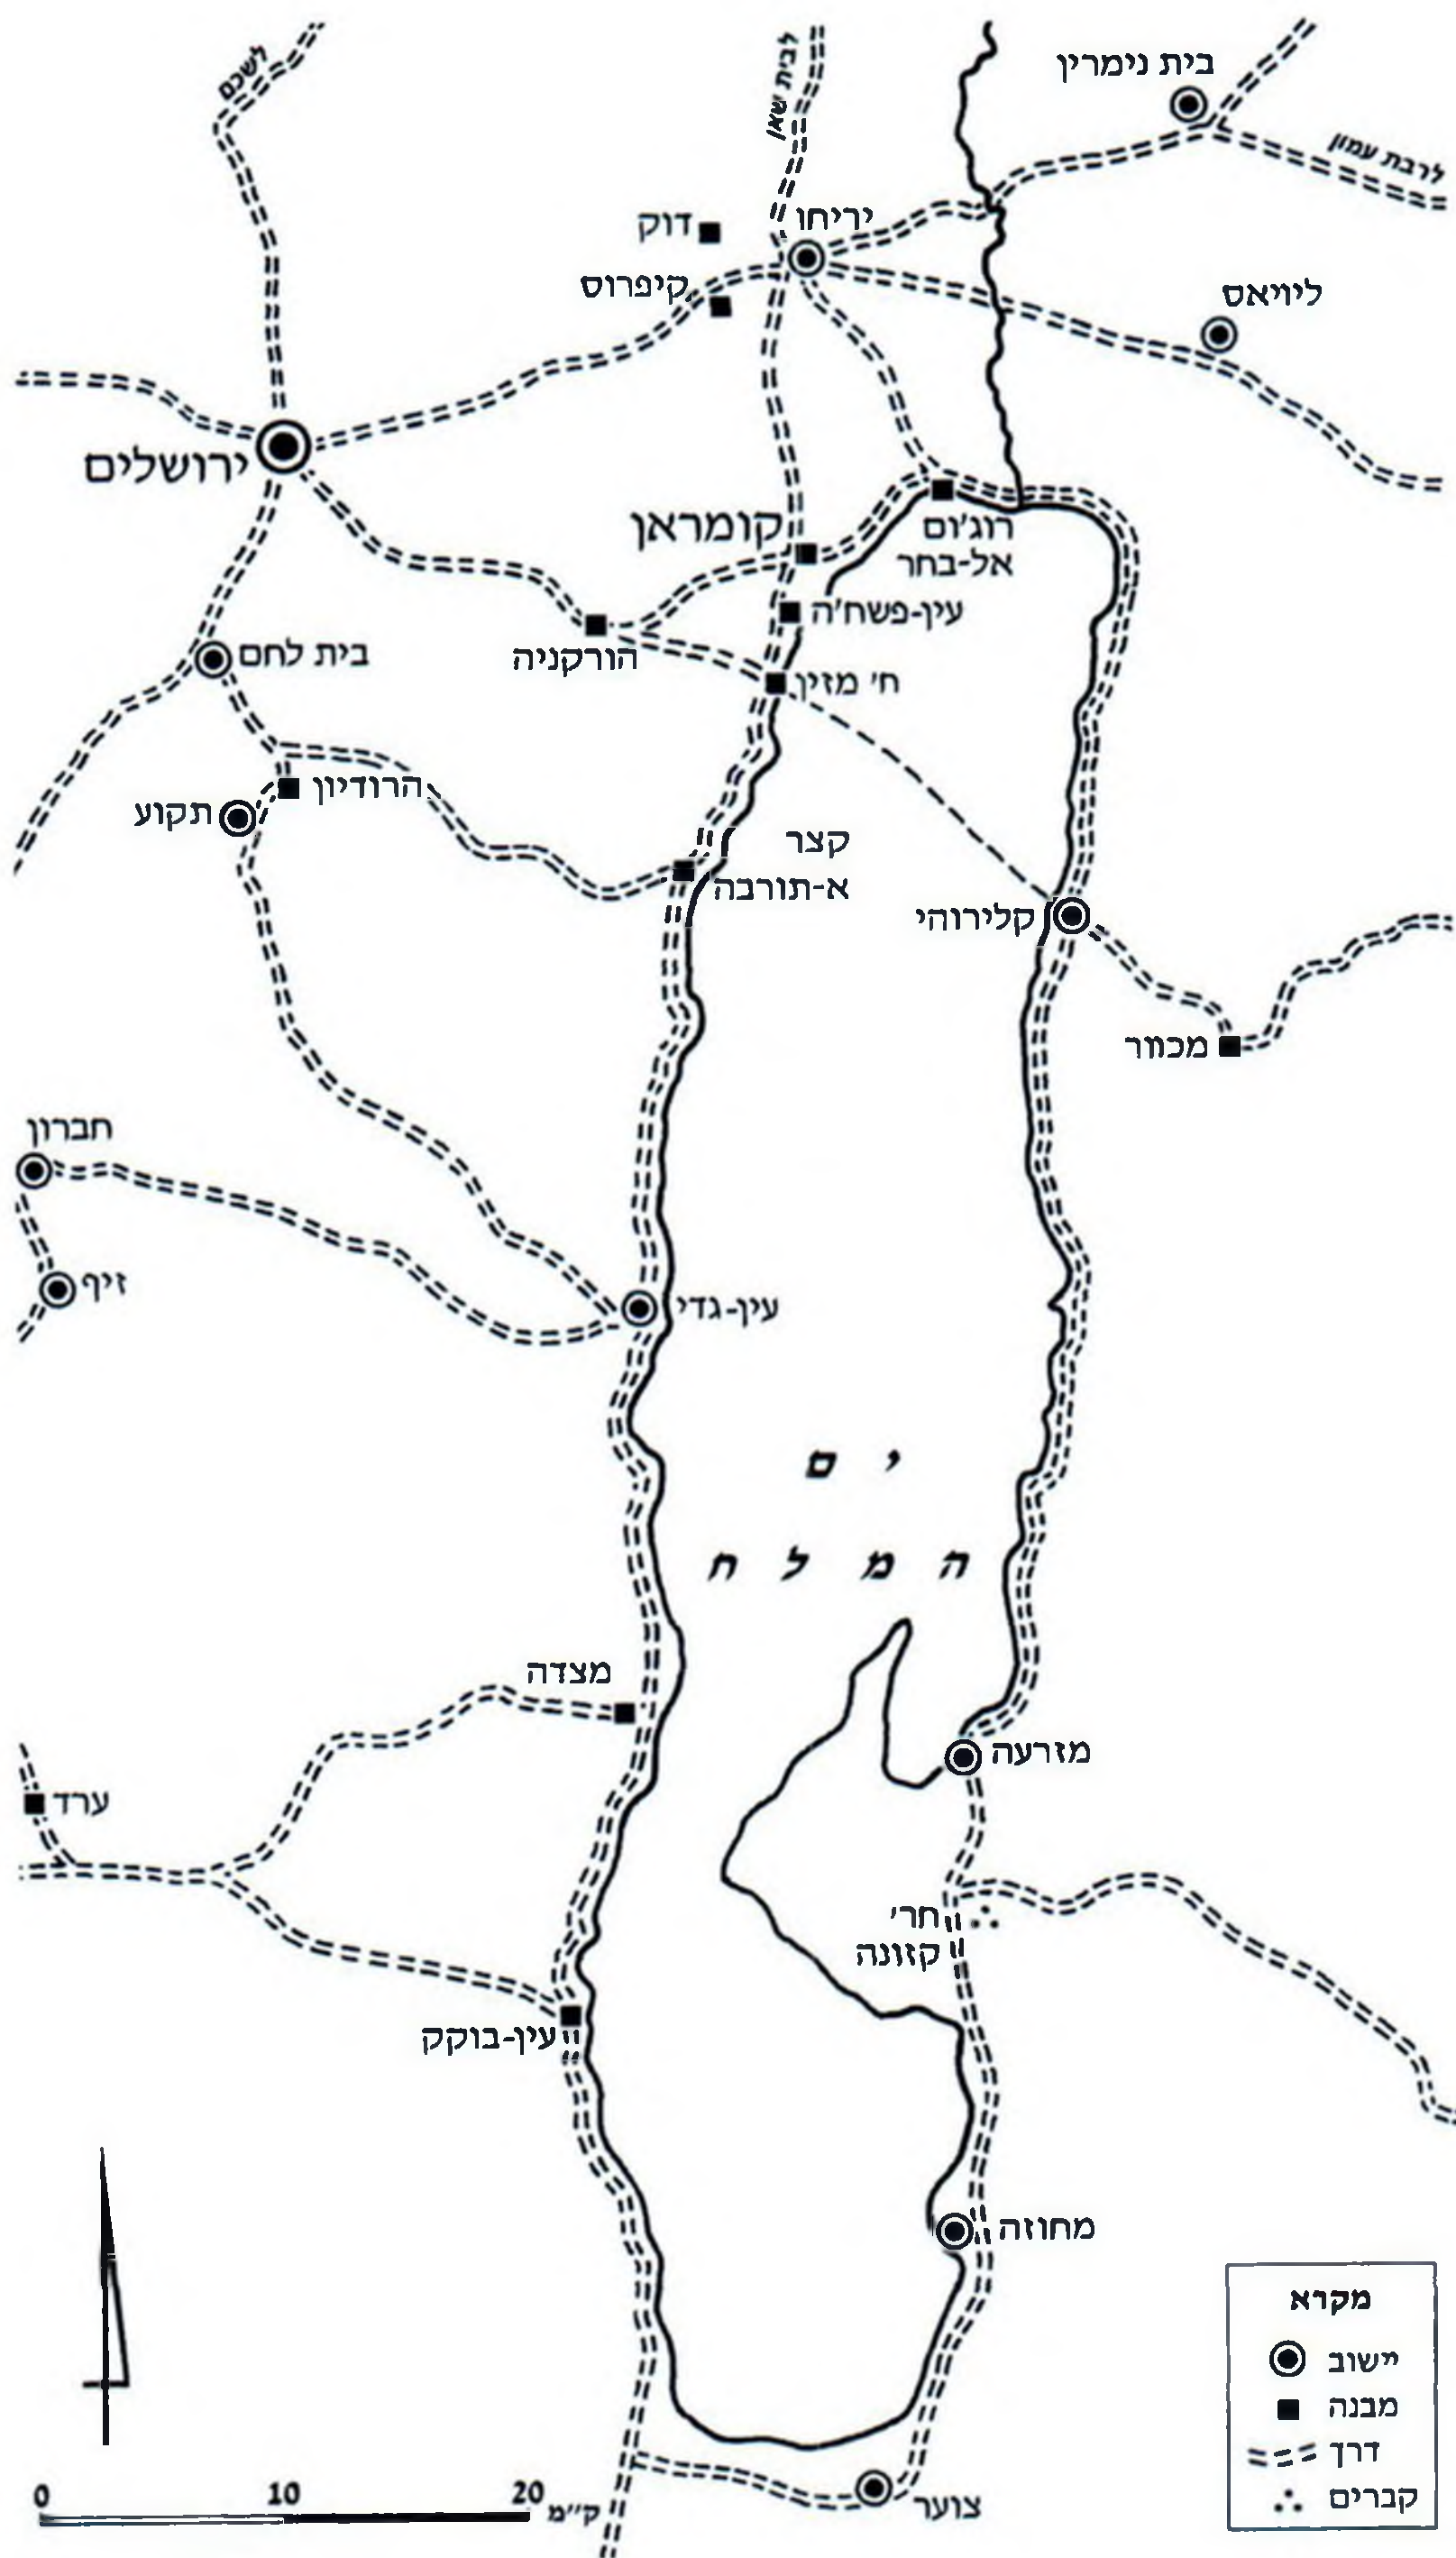 לשכם
לבית שאן
בית נימרין
לרבת עמון
יריחו
דוק
קיפרוס
ליוויאס
ירושלים
קומראן
רוג'ום
אל-בחר
עין-פשח'ה
הורקניה
בית לחם
ח' מזין
הרודיון
תקוע
קצר
א-תורבה
קלירוהי
מכוור
חברון
זיף
עין-גדי
ים
המלח
מצדה
מזרעה
ערד
חר'
קזונה
עין-בוקק
מחוזה
צוער
מקרא
יישוב
מבנה
דרך
קברים
0 10 20 ק"מ